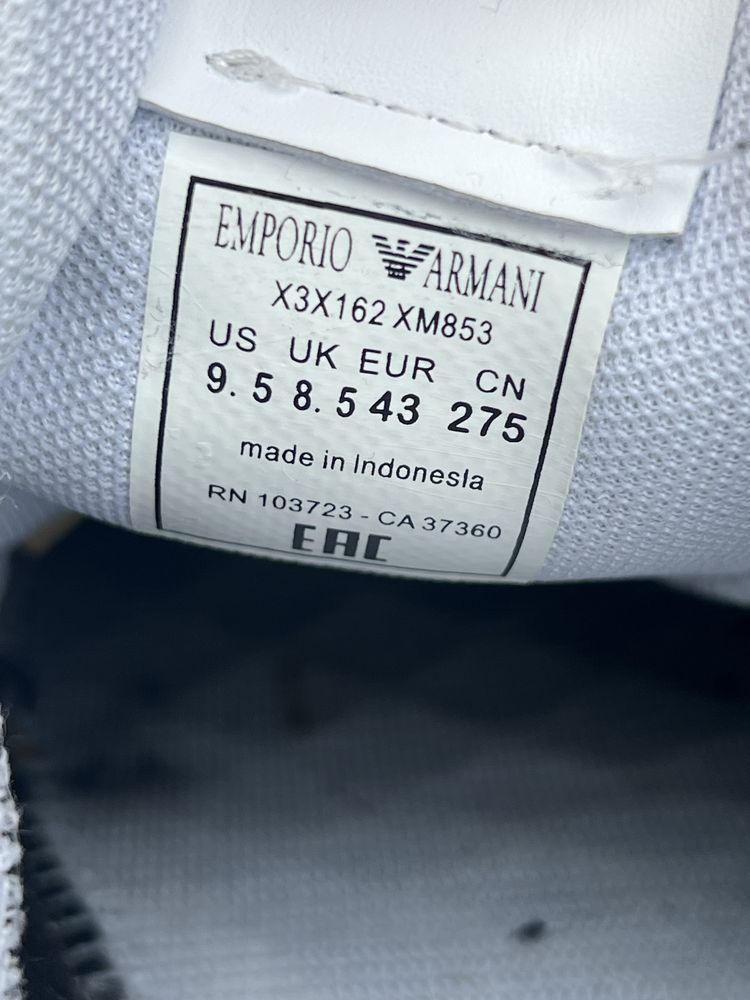 EMPORIO ARMANI
X3X162 XM853
US UK EUR CN
9.5 8.5 43 275
made in Indonesla
RN 103723 - CA 37360
EAC